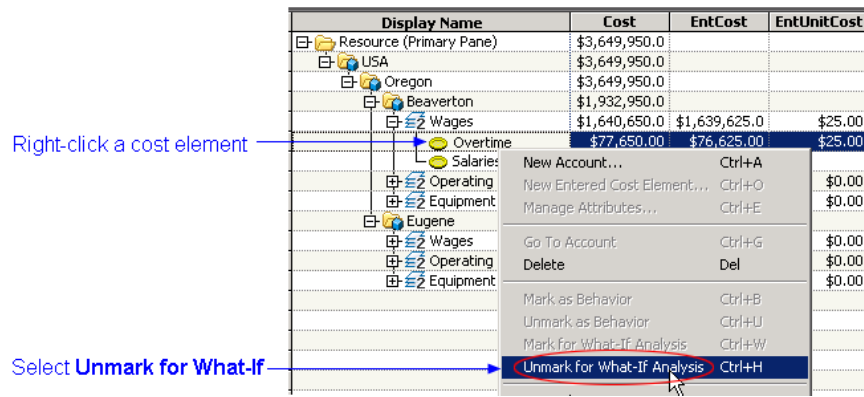 Display Name Cost EntCost EntUnitCost
Resource (Primary Pane) $3,649,950.0
USA $3,649,950.0
Oregon $3,649,950.0
Beaverton $1,932,950.0
Wages $1,640,650.0 $1,639,625.0 $25.00
Right-click a cost element Overtime $77,650.00 $76,625.00 $25.00
Salaries New Account... Ctrl+A
Operating New Entered Cost Element... Ctrl+O $0.00
Equipment Manage Attributes... Ctrl+E $0.00
Eugene
Wages Go To Account Ctrl+G $0.00
Operating Delete Del $0.00
Equipment $0.00
Mark as Behavior Ctrl+B
Unmark as Behavior Ctrl+U
Mark for What-If Analysis Ctrl+W
Select Unmark for What-If Unmark for What-If Analysis Ctrl+H